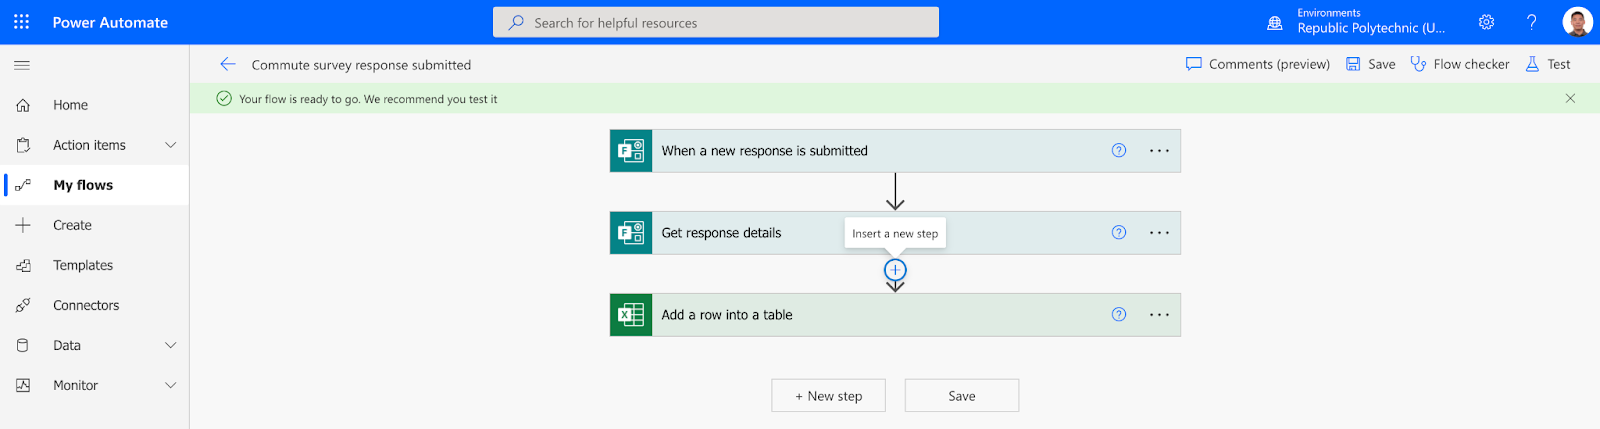 Power Automate
Search for helpful resources
Environments
Republic Polytechnic (U...
?
Commute survey response submitted
Comments (preview)
Save
Flow checker
Test
Your flow is ready to go. We recommend you test it
Home
Action items
My flows
Create
Templates
Connectors
Data
Monitor
When a new response is submitted
Get response details
Insert a new step
Add a row into a table
+ New step
Save